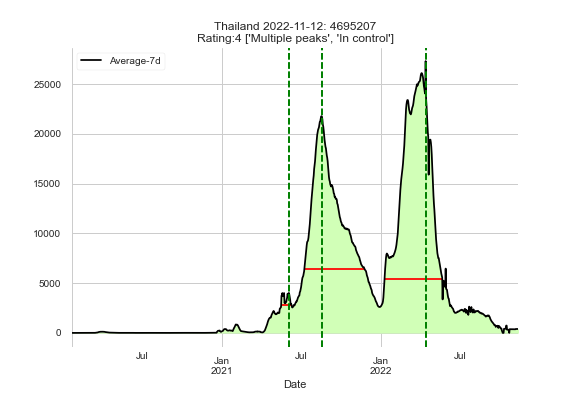 Thailand 2022-11-12: 4695207
Rating:4 ['Multiple peaks', 'In control']
Average-7d
25000
20000
15000
10000
5000
0
Jul
Jan
2021
Jul
Jan
2022
Jul
Date